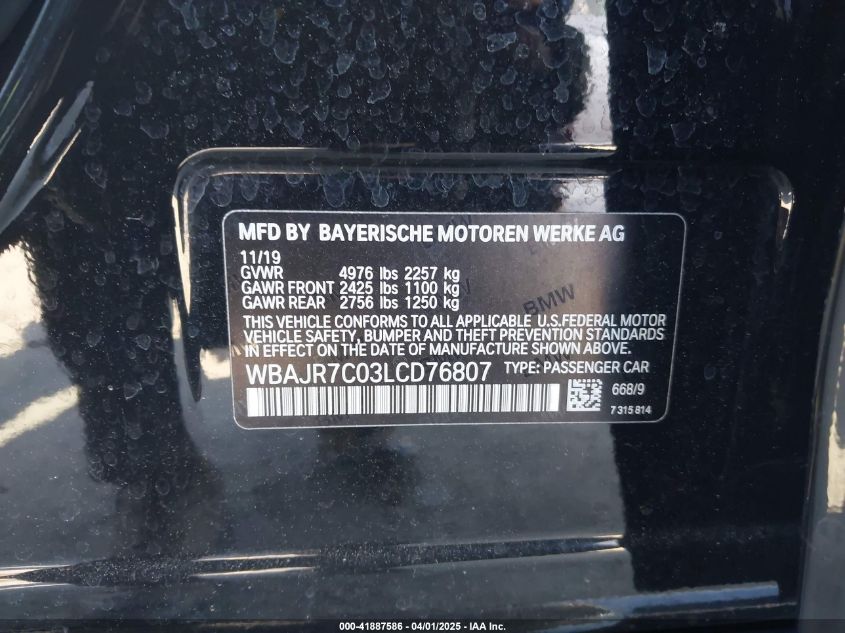 MFD BY BAYERISCHE MOTOREN WERKE AG
11/19
GVWR 4976 lbs 2257 kg
GAWR FRONT 2425 lbs 1100 kg
GAWR REAR 2756 lbs 1250 kg
BMW
THIS VEHICLE CONFORMS TO ALL APPLICABLE U.S.FEDERAL MOTOR
VEHICLE SAFETY, BUMPER AND THEFT PREVENTION STANDARDS
IN EFFECT ON THE DATE OF MANUFACTURE SHOWN ABOVE.
WBAJR7C03LCD76807 TYPE: PASSENGER CAR
668/9
7 315 814
000-41887586 - 04/01/2025 - IAA Inc.